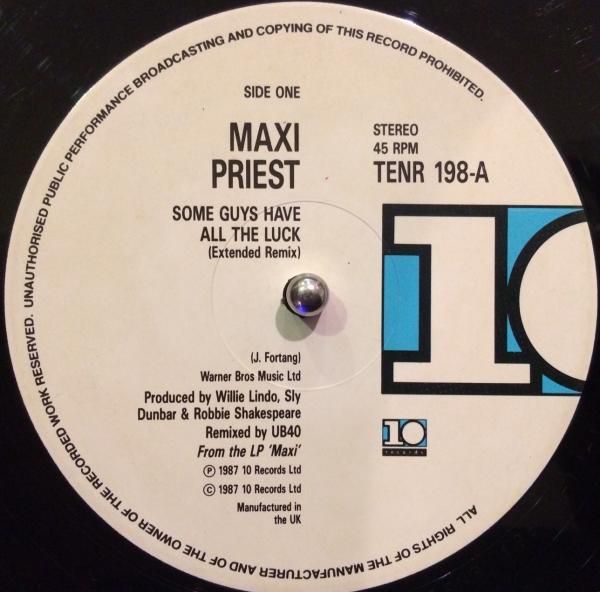 UNAUTHORISED PUBLIC PERFORMANCE BROADCASTING AND COPYING OF THIS RECORD PROHIBITED.
SIDE ONE
MAXI
PRIEST
STEREO
45 RPM
TENR 198-A
SOME GUYS HAVE
ALL THE LUCK
(Extended Remix)
10
(J. Fortang)
Warner Bros Music Ltd
Produced by Willie Lindo, Sly
Dunbar & Robbie Shakespeare
Remixed by UB40
From the LP 'Maxi'
℗ 1987 10 Records Ltd
© 1987 10 Records Ltd
Manufactured in
the UK
10
records
ALL RIGHTS OF THE MANUFACTURER AND OF THE OWNER OF THE RECORDED WORK RESERVED.